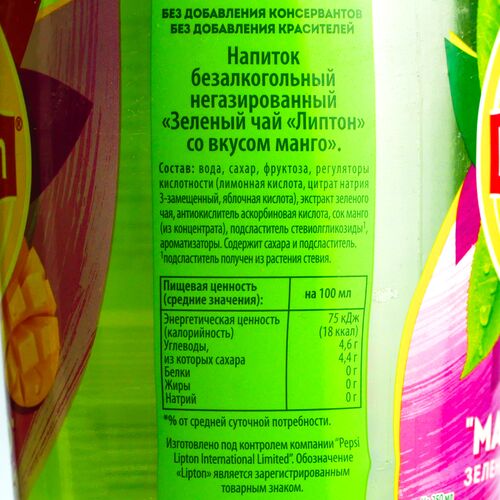 БЕЗ ДОБАВЛЕНИЯ КОНСЕРВАНТОВ
БЕЗ ДОБАВЛЕНИЯ КРАСИТЕЛЕЙ
Напиток
безалкогольный
негазированный
«Зеленый чай «Липтон»
со вкусом манго».
Состав: вода, сахар, фруктоза, регуляторы
кислотности (лимонная кислота, цитрат натрия
3-замещенный, яблочная кислота), экстракт зеленого
чая, антиокислитель аскорбиновая кислота, сок манго
(из концентрата), подсластитель стевиолгликозиды¹,
ароматизаторы. Содержит сахара и подсластитель.
¹подсластитель получен из растения стевия.
Пищевая ценность
(средние значения): на 100 мл
Энергетическая ценность 75 кДж
(калорийность) (18 ккал)
Углеводы, 4,6 г
из которых сахара 4,4 г
Белки 0 г
Жиры 0 г
Натрий 0 г
*% от средней суточной потребности.
Изготовлено под контролем компании "Pepsi
Lipton International Limited". Обозначение
«Lipton» является зарегистрированным
товарным знаком.
"МА
ЗЕЛЕ